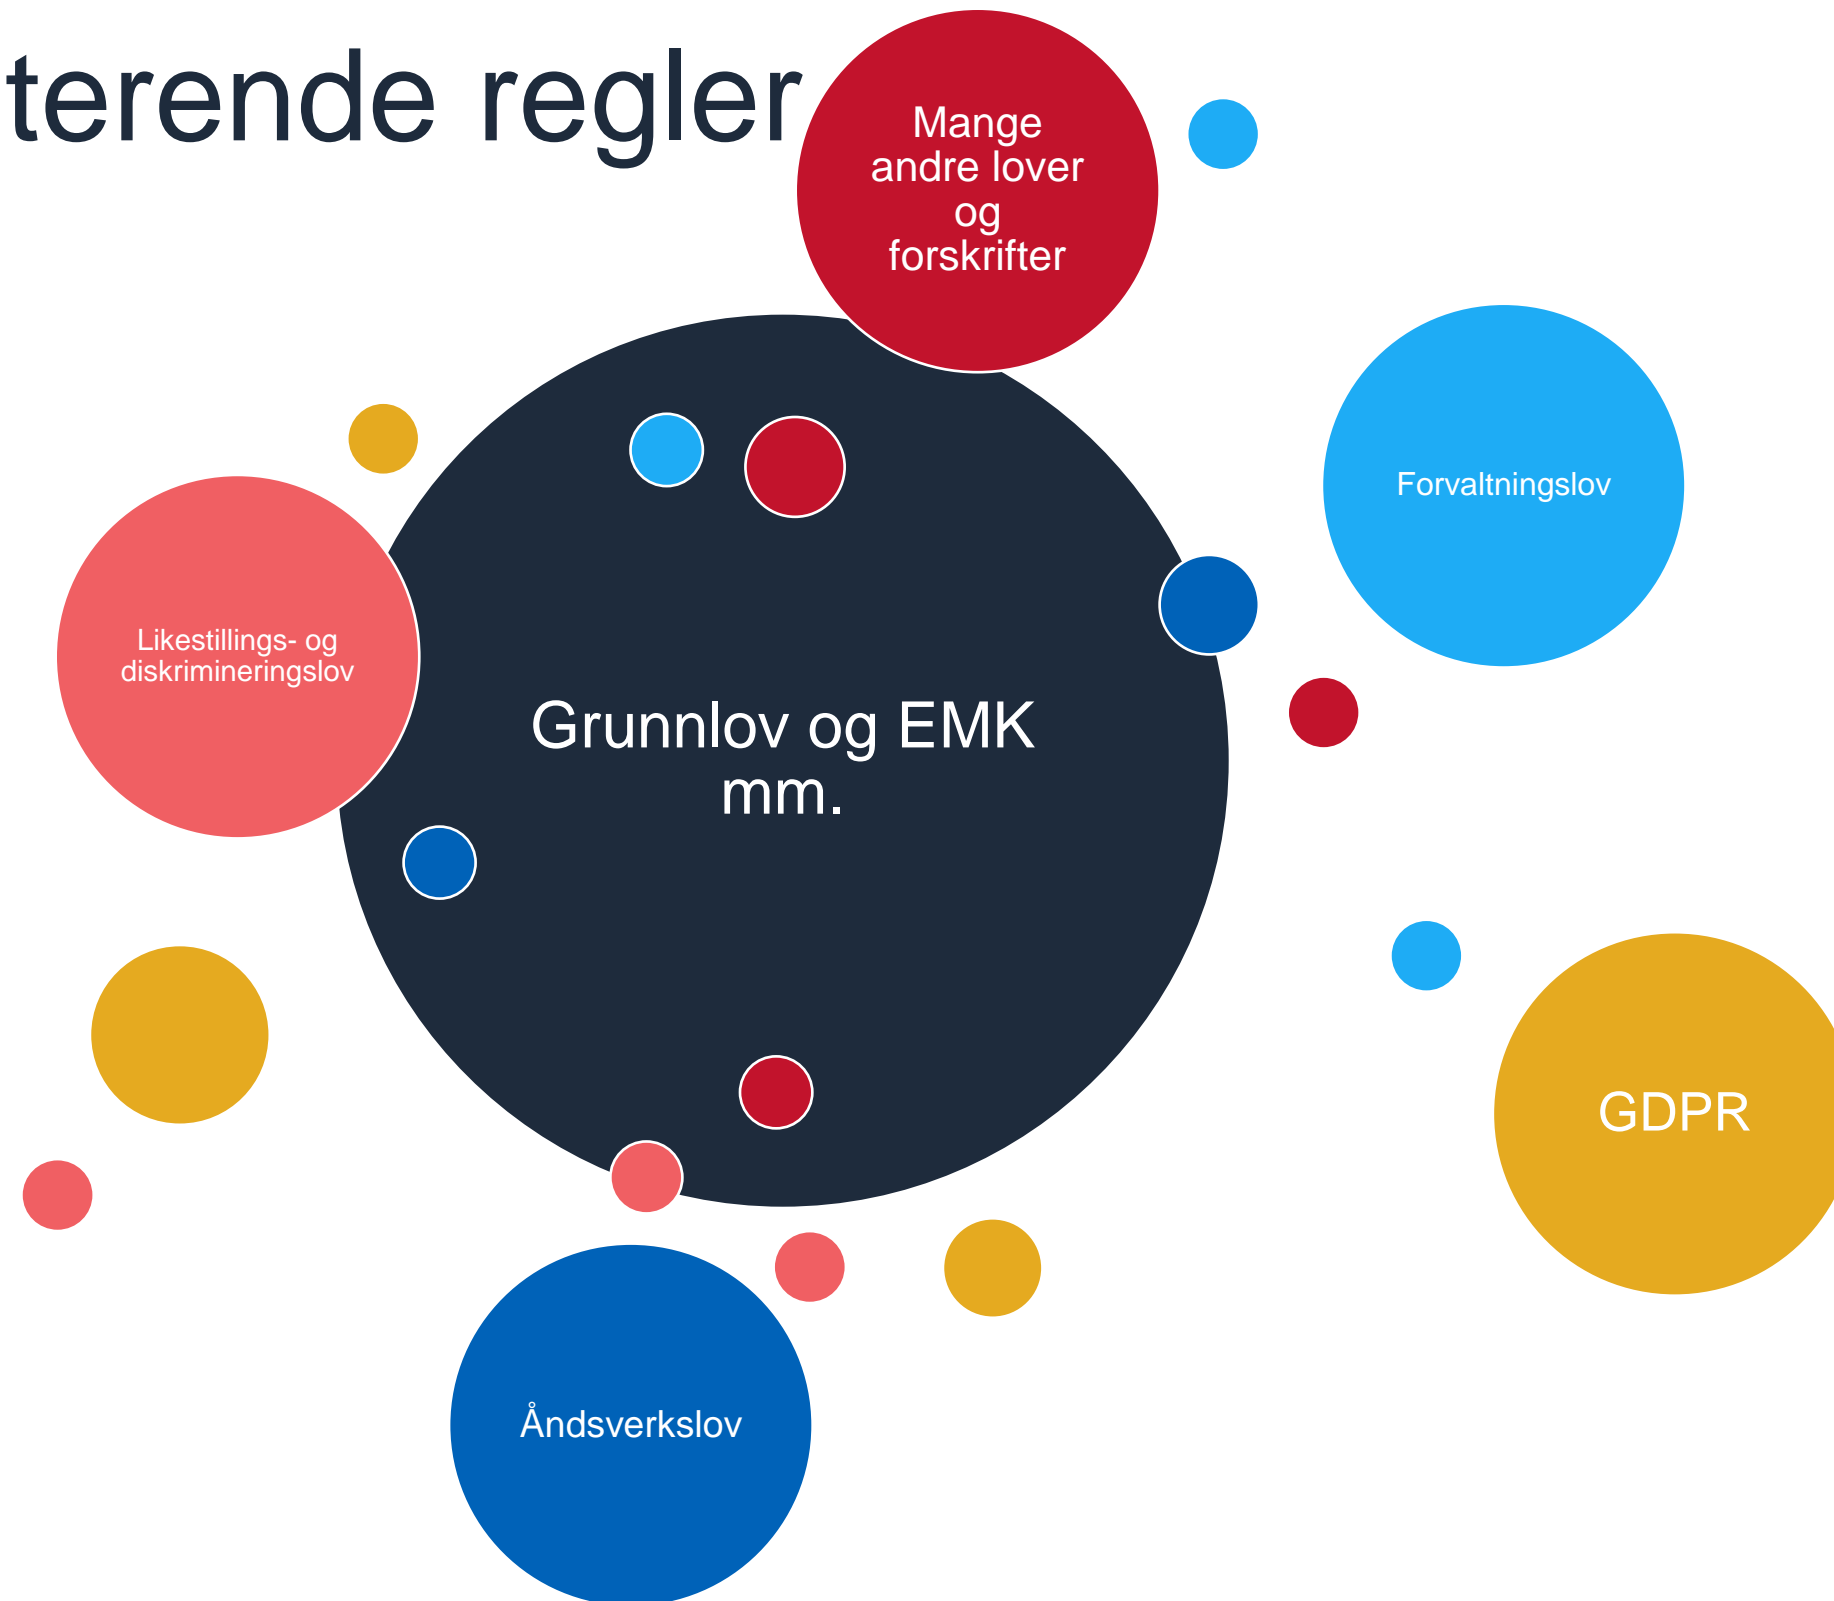 terende regler
Mange
andre lover
og
forskrifter
Forvaltningslov
Likestillings- og
diskrimineringslov
Grunnlov og EMK
mm.
GDPR
Åndsverkslov